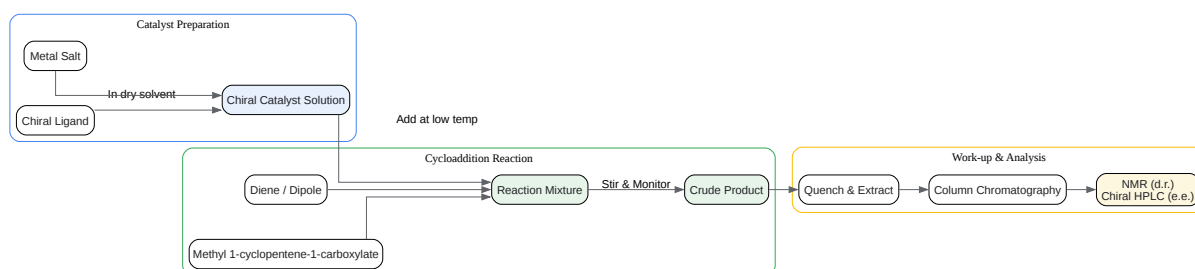 Catalyst Preparation
Metal Salt
In dry solvent
Chiral Catalyst Solution
Chiral Ligand
Add at low temp
Cycloaddition Reaction
Diene / Dipole
Reaction Mixture
Stir & Monitor
Crude Product
Methyl 1-cyclopentene-1-carboxylate
Work-up & Analysis
Quench & Extract
Column Chromatography
NMR (d.r.)
Chiral HPLC (e.e.)